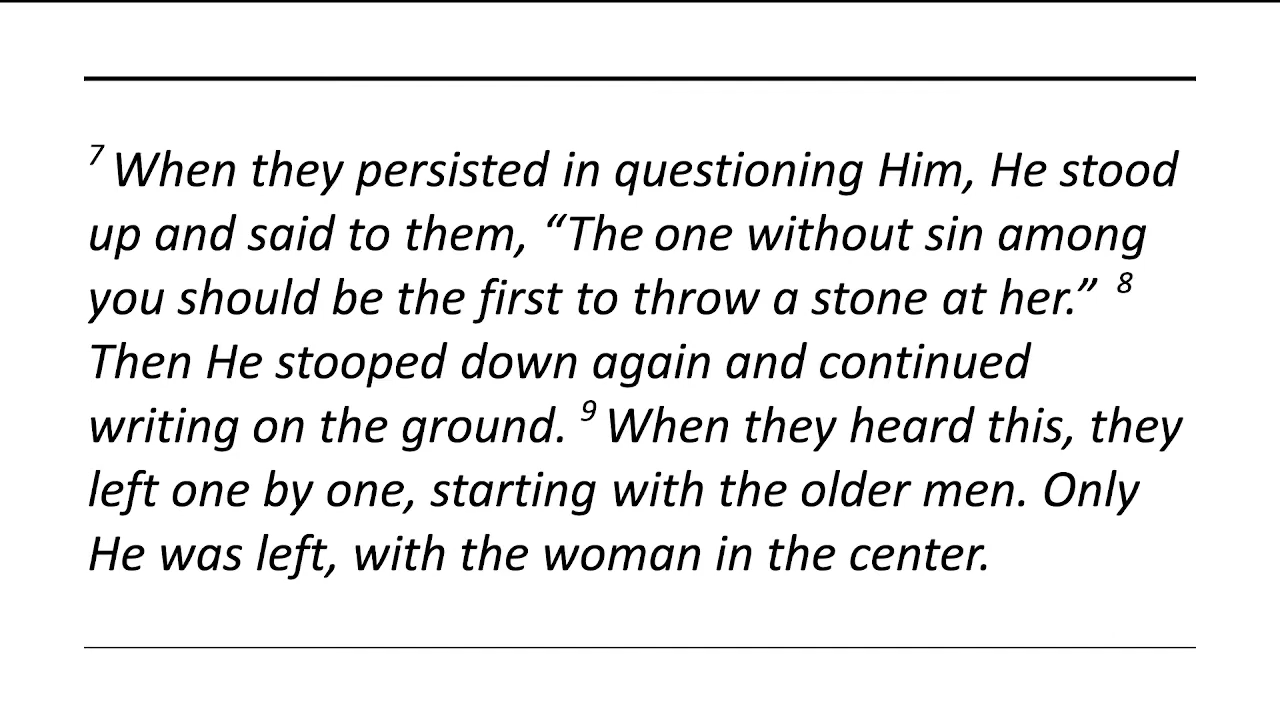 7 When they persisted in questioning Him, He stood
up and said to them, “The one without sin among
you should be the first to throw a stone at her.” 8
Then He stooped down again and continued
writing on the ground. 9 When they heard this, they
left one by one, starting with the older men. Only
He was left, with the woman in the center.